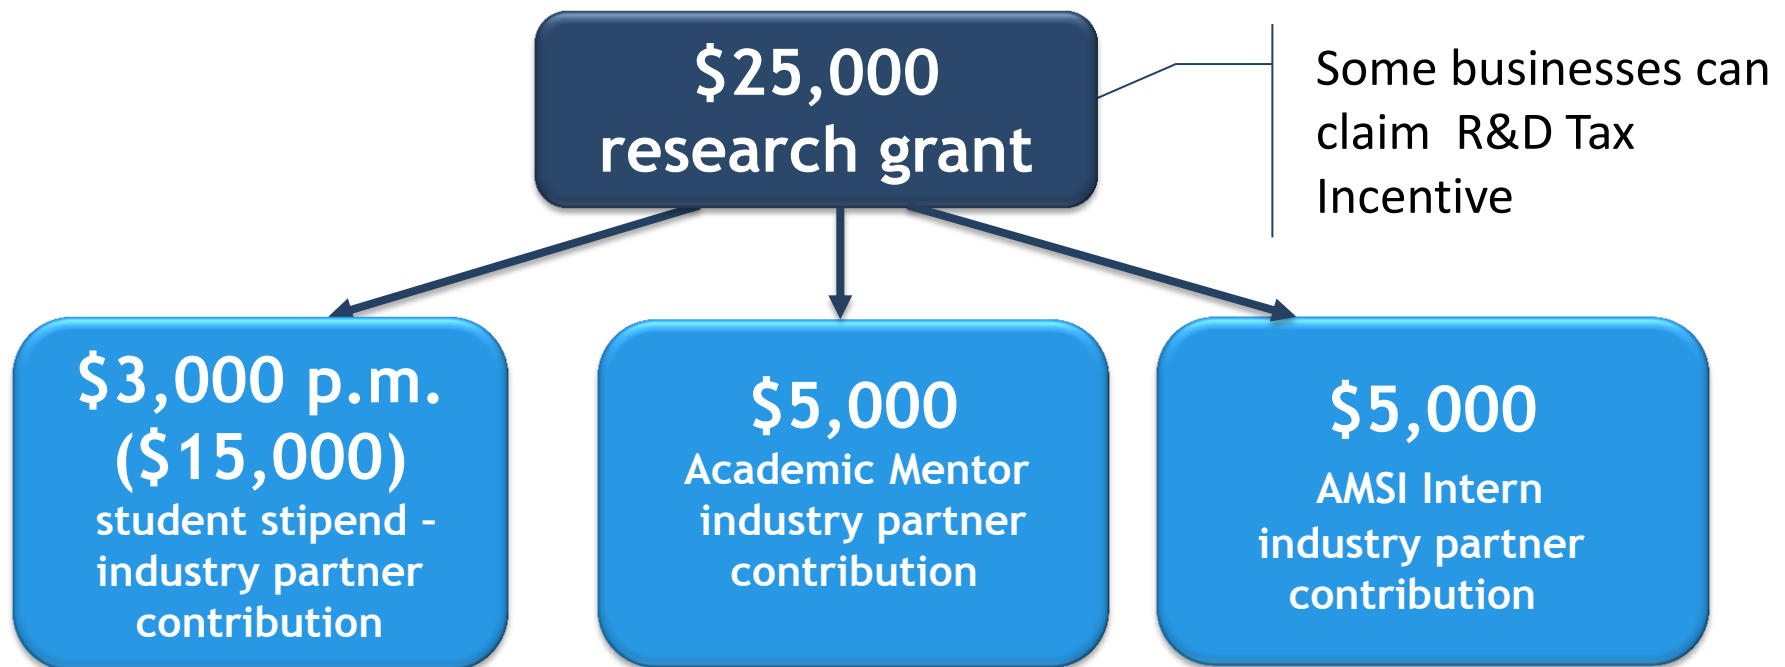 $25,000
research grant
Some businesses can
claim R&D Tax
Incentive
$3,000 p.m.
($15,000)
student stipend –
industry partner
contribution
$5,000
Academic Mentor
industry partner
contribution
$5,000
AMSI Intern
industry partner
contribution